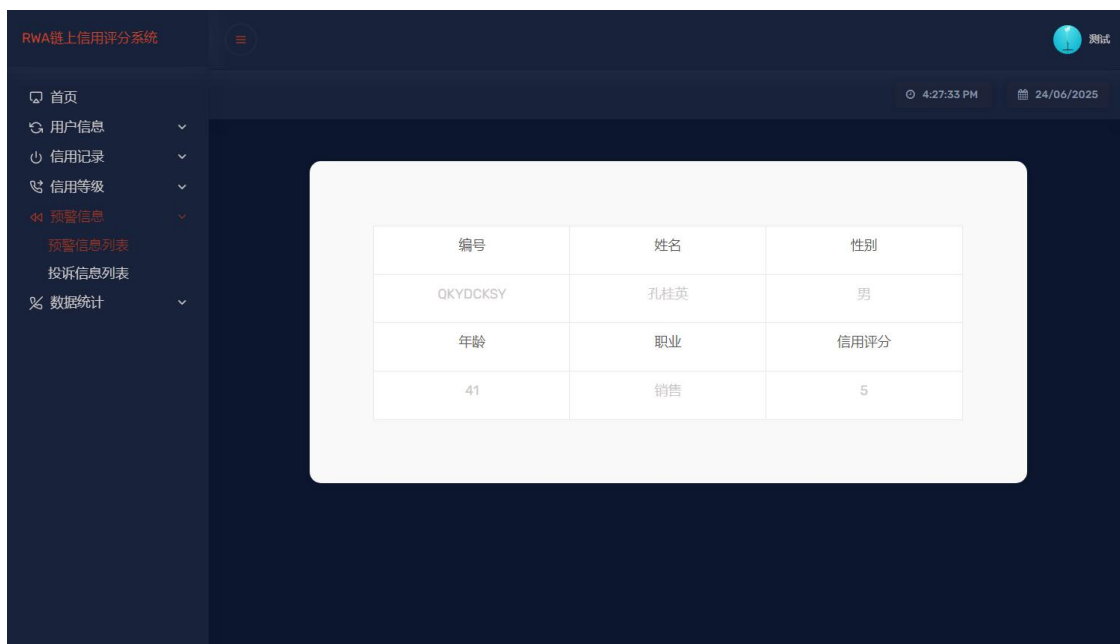 RWA链上信用评分系统
测试
4:27:33 PM 24/06/2025
首页
用户信息
信用记录
信用等级
预警信息
预警信息列表
投诉信息列表
数据统计
编号 姓名 性别
QKYDCKSY 孔桂英 男
年龄 职业 信用评分
41 销售 5